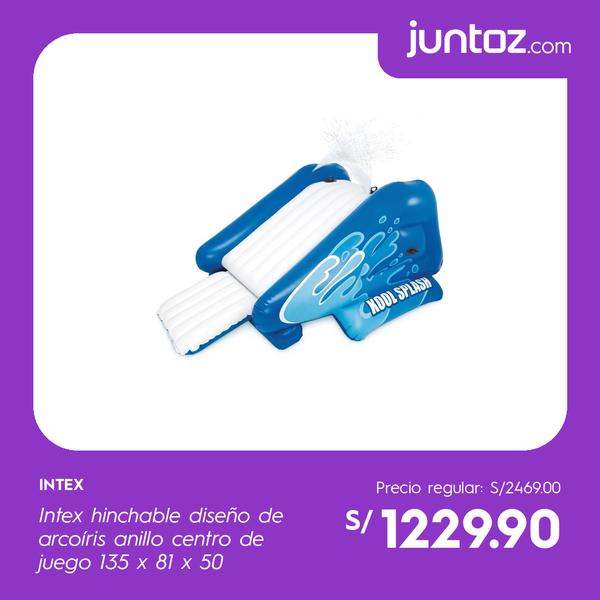 juntoz.com
KOOL SPLASH
INTEX
Intex hinchable diseño de
arcoíris anillo centro de
juego 135 x 81 x 50
Precio regular: S/2469.00
S/1229.90